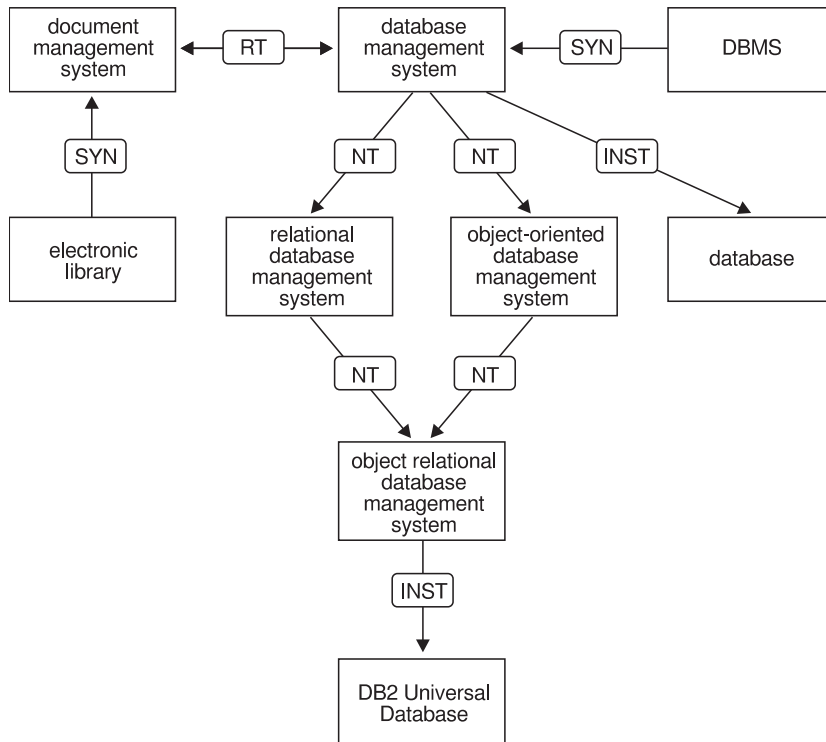 document
management
system
RT
database
management
system
SYN
DBMS
SYN
NT
NT
INST
electronic
library
relational
database
management
system
object-oriented
database
management
system
database
NT
NT
object relational
database
management
system
INST
DB2 Universal
Database